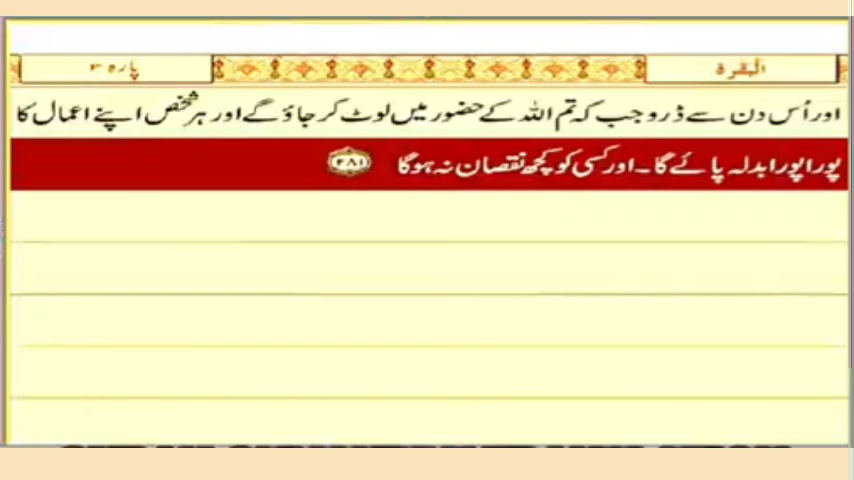 البقرة
پارہ ۳
اور اُس دن سے ڈرو جب کہ تم اللہ کے حضور میں لوٹ کر جاؤ گے اور ہر شخص اپنے اعمال کا
پورا پورا بدلہ پائے گا۔ اور کسی کو کچھ نقصان نہ ہوگا ۲۸۱